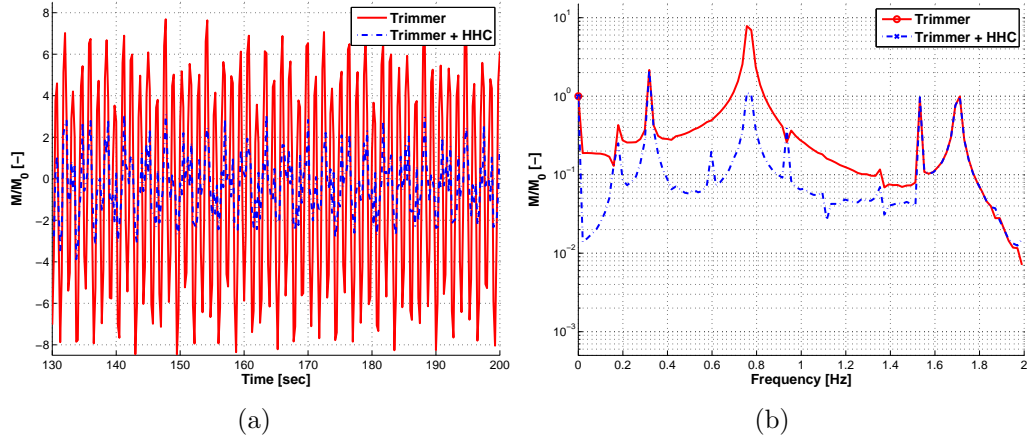 Trimmer
Trimmer + HHC
8
6
4
2
0
−2
−4
−6
−8
M/M0 [−]
130 140 150 160 170 180 190 200
Time [sec]
(a)
Trimmer
Trimmer + HHC
10^1
10^0
10^−1
10^−2
10^−3
M/M0 [−]
0 0.2 0.4 0.6 0.8 1 1.2 1.4 1.6 1.8 2
Frequency [Hz]
(b)